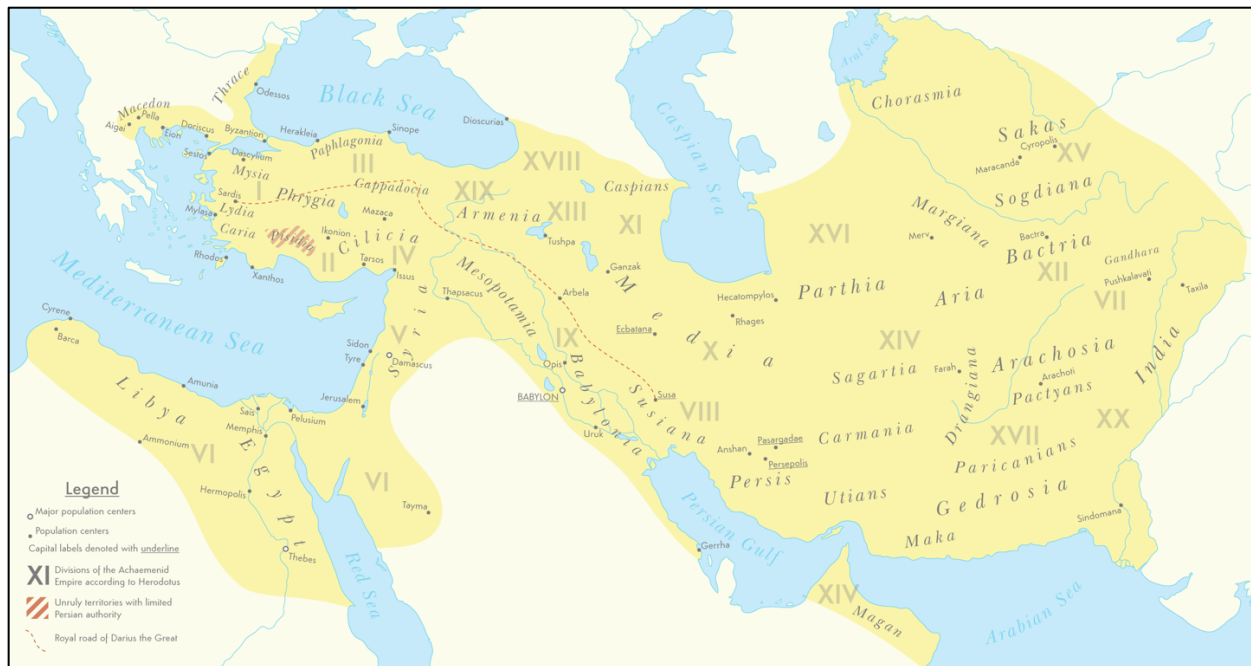 Black Sea
Caspian Sea
Aral Sea
Mediterranean Sea
Red Sea
Persian Gulf
Arabian Sea
Thrace
Odessos
Macedon
Pella
Aigai
Eion
Doriscus
Byzantion
Sestos
Dascylium
Herakleia
Paphlagonia
Sinope
Dioscurias
Mysia
III
I
Phrygia
Cappadocia
XVIII
XIX
Caspians
Chorasmia
Sakas
Cyropolis
XV
Maracanda
Sogdiana
Sardis
Mylasa
Lydia
Caria
Pisidia
Ikonion
Mazaca
Cilicia
II
Tarsos
IV
Issus
Armenia
XIII
Tushpa
XI
Ganzak
Rhodos
Xanthos
Margiana
Merv
Bactra
Bactria
XVI
XII
Gandhara
Pushkalavati
Taxila
VII
Mesopotamia
Thapsacus
Arbela
Media
Hecatompylos
Rhages
Parthia
Aria
Cyrene
Barca
Sidon
Tyre
V
Syria
Damascus
IX
Ecbatana
X
XIV
Sagartia
Farah
Arachosia
Arachoti
Pactyans
India
Opis
BABYLON
Babylonia
Uruk
Susiana
Susa
VIII
Drangiana
Libya
Amunia
Sais
Memphis
Pelusium
Jerusalem
Ammonium
VI
Egypt
Hermopolis
Thebes
VI
Tayma
Anshan
Pasargadae
Persepolis
Persis
Carmania
Utians
XVII
XX
Paricanians
Gedrosia
Maka
Sindomana
Gerrha
XIV
Magan
Legend
Major population centers
Population centers
Capital labels denoted with underline
XI Divisions of the Achaemenid
Empire according to Herodotus
Unruly territories with limited
Persian authority
Royal road of Darius the Great